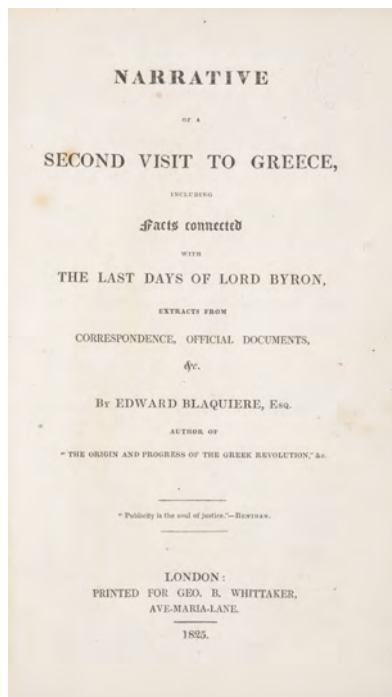 NARRATIVE
OF A
SECOND VISIT TO GREECE,
INCLUDING
Facts connected
WITH
THE LAST DAYS OF LORD BYRON,
EXTRACTS FROM
CORRESPONDENCE, OFFICIAL DOCUMENTS,
&c.
BY EDWARD BLAQUIERE, ESQ.
AUTHOR OF
"THE ORIGIN AND PROGRESS OF THE GREEK REVOLUTION," &c.
"Publicity is the soul of justice."—BENTHAM.
LONDON:
PRINTED FOR GEO. B. WHITTAKER,
AVE-MARIA-LANE.
1825.